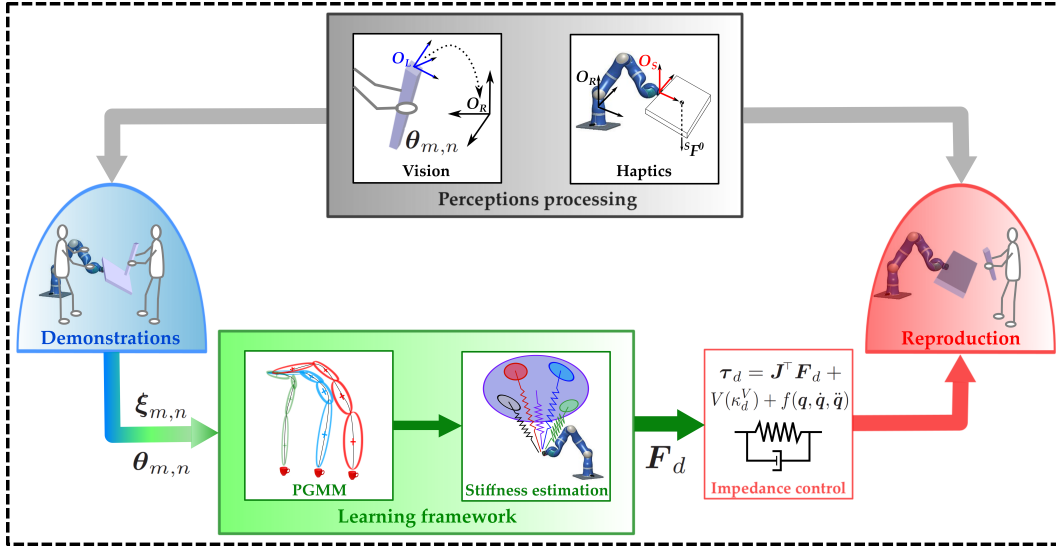 O_L
O_R
θ_{m,n}
Vision
O_R
O_S
^S F^0
Haptics
Perceptions processing
Demonstrations
Reproduction
ξ_{m,n}
θ_{m,n}
PGMM
Stiffness estimation
Learning framework
F_d
τ_d = J^⊤ F_d +
V(κ_d^V) + f(q, q̇, q̈)
Impedance control